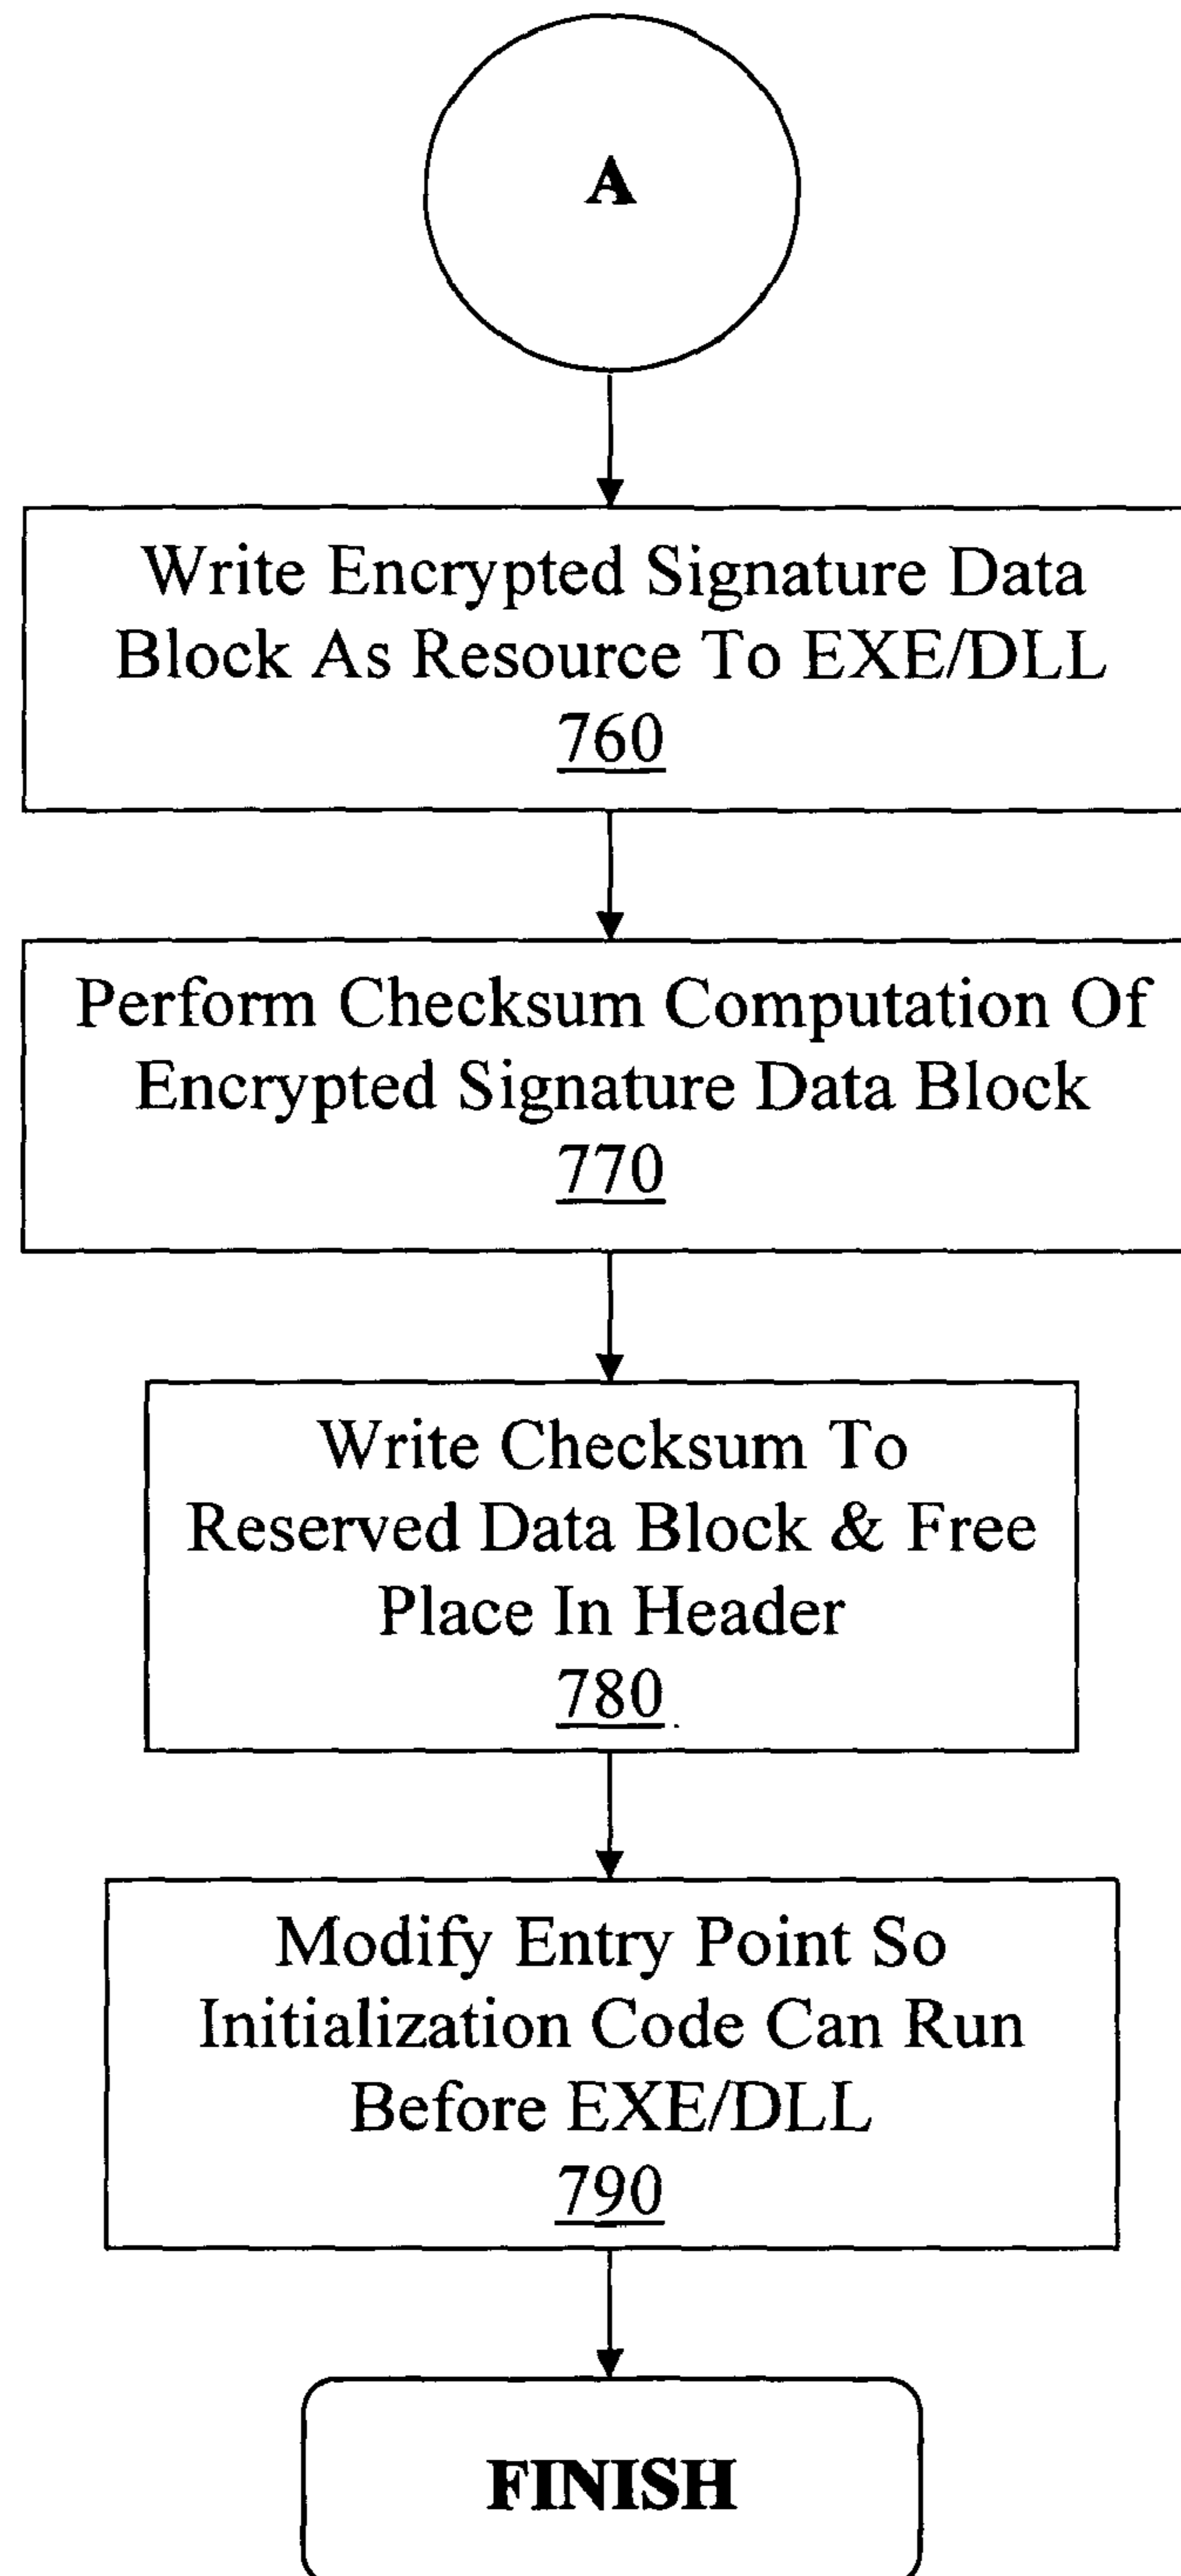 A
Write Encrypted Signature Data
Block As Resource To EXE/DLL
760
Perform Checksum Computation Of
Encrypted Signature Data Block
770
Write Checksum To
Reserved Data Block & Free
Place In Header
780
Modify Entry Point So
Initialization Code Can Run
Before EXE/DLL
790
FINISH